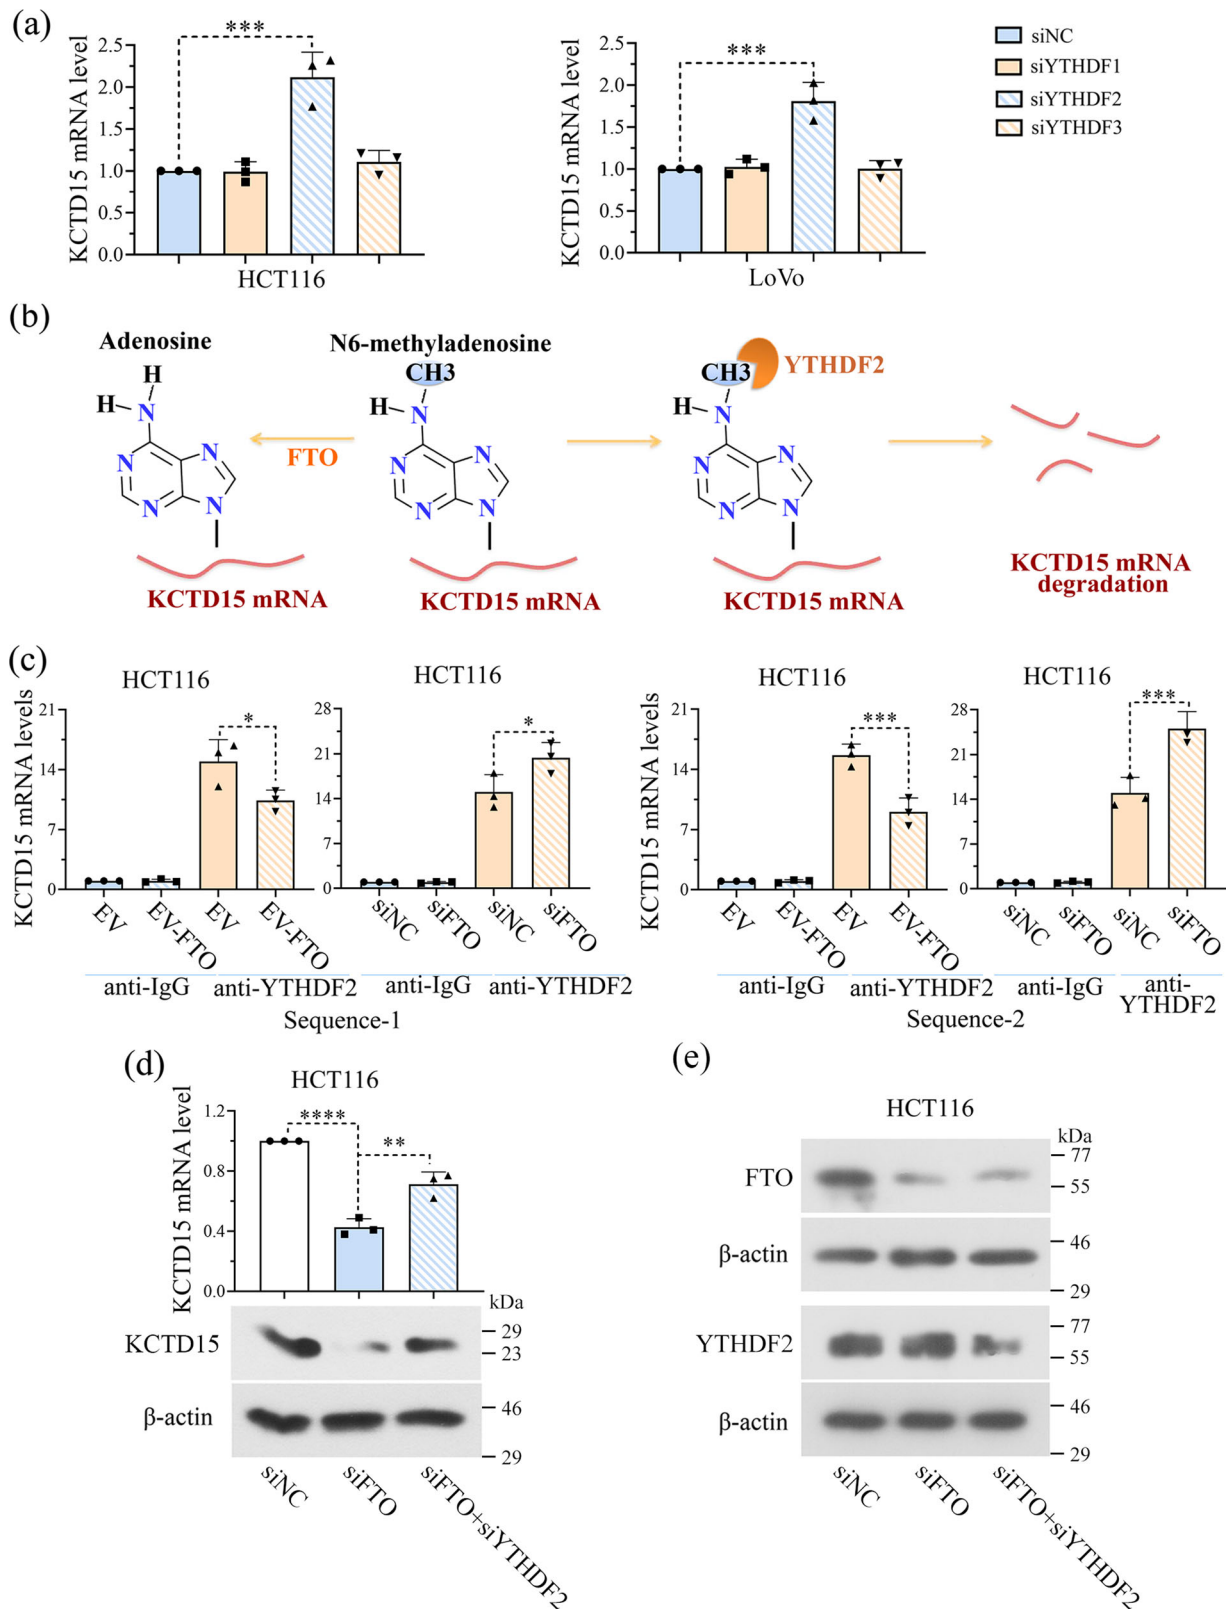 (a)
***
KCTD15 mRNA level
2.5
2.0
1.5
1.0
0.5
0.0
HCT116
***
KCTD15 mRNA level
2.5
2.0
1.5
1.0
0.5
0.0
LoVo
siNC
siYTHDF1
siYTHDF2
siYTHDF3
(b)
Adenosine
H
H
N
N
N
N
N
KCTD15 mRNA
FTO
N6-methyladenosine
CH3
H
N
N
N
N
N
KCTD15 mRNA
CH3
YTHDF2
H
N
N
N
N
N
KCTD15 mRNA
KCTD15 mRNA
degradation
(c)
HCT116
KCTD15 mRNA levels
21
14
7
0
*
EV
EV-FTO
EV
EV-FTO
anti-IgG
anti-YTHDF2
HCT116
28
21
14
7
0
*
siNC
siFTO
siNC
siFTO
anti-IgG
anti-YTHDF2
Sequence-1
HCT116
KCTD15 mRNA levels
21
14
7
0
***
EV
EV-FTO
EV
EV-FTO
anti-IgG
anti-YTHDF2
HCT116
28
21
14
7
0
***
siNC
siFTO
siNC
siFTO
anti-IgG
anti-
YTHDF2
Sequence-2
(d)
HCT116
KCTD15 mRNA level
1.2
0.8
0.4
0.0
****
**
kDa
KCTD15
29
23
β-actin
46
29
siNC
siFTO
siFTO+siYTHDF2
(e)
HCT116
kDa
FTO
77
55
β-actin
46
29
YTHDF2
77
55
β-actin
46
29
siNC
siFTO
siFTO+siYTHDF2